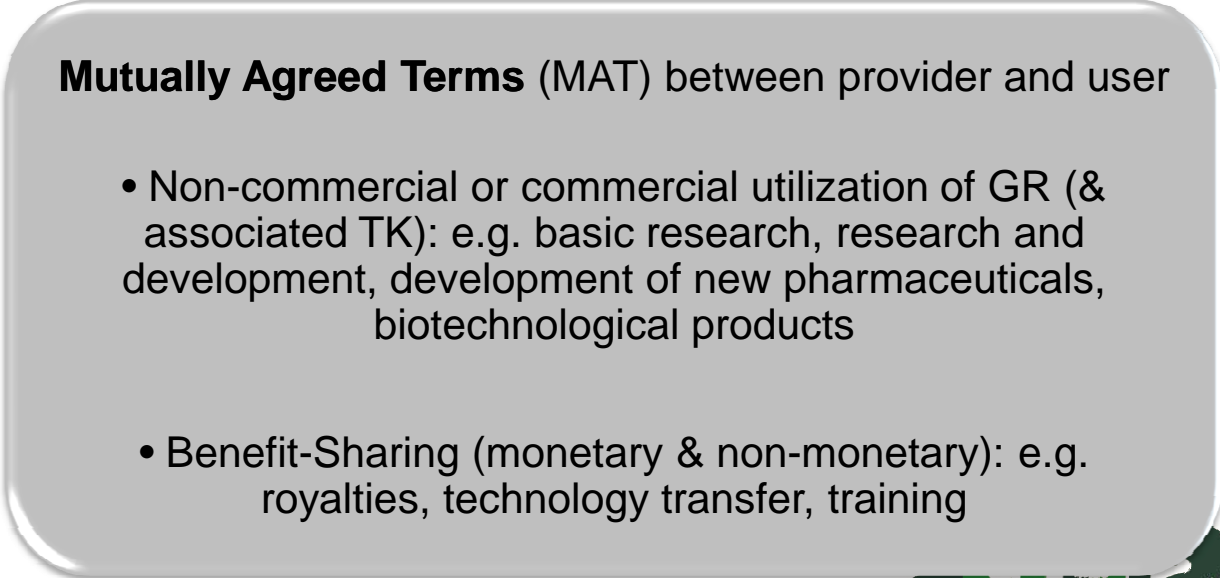 Mutually Agreed Terms (MAT) between provider and user
• Non-commercial or commercial utilization of GR (&
associated TK): e.g. basic research, research and
development, development of new pharmaceuticals,
biotechnological products
• Benefit-Sharing (monetary & non-monetary): e.g.
royalties, technology transfer, training